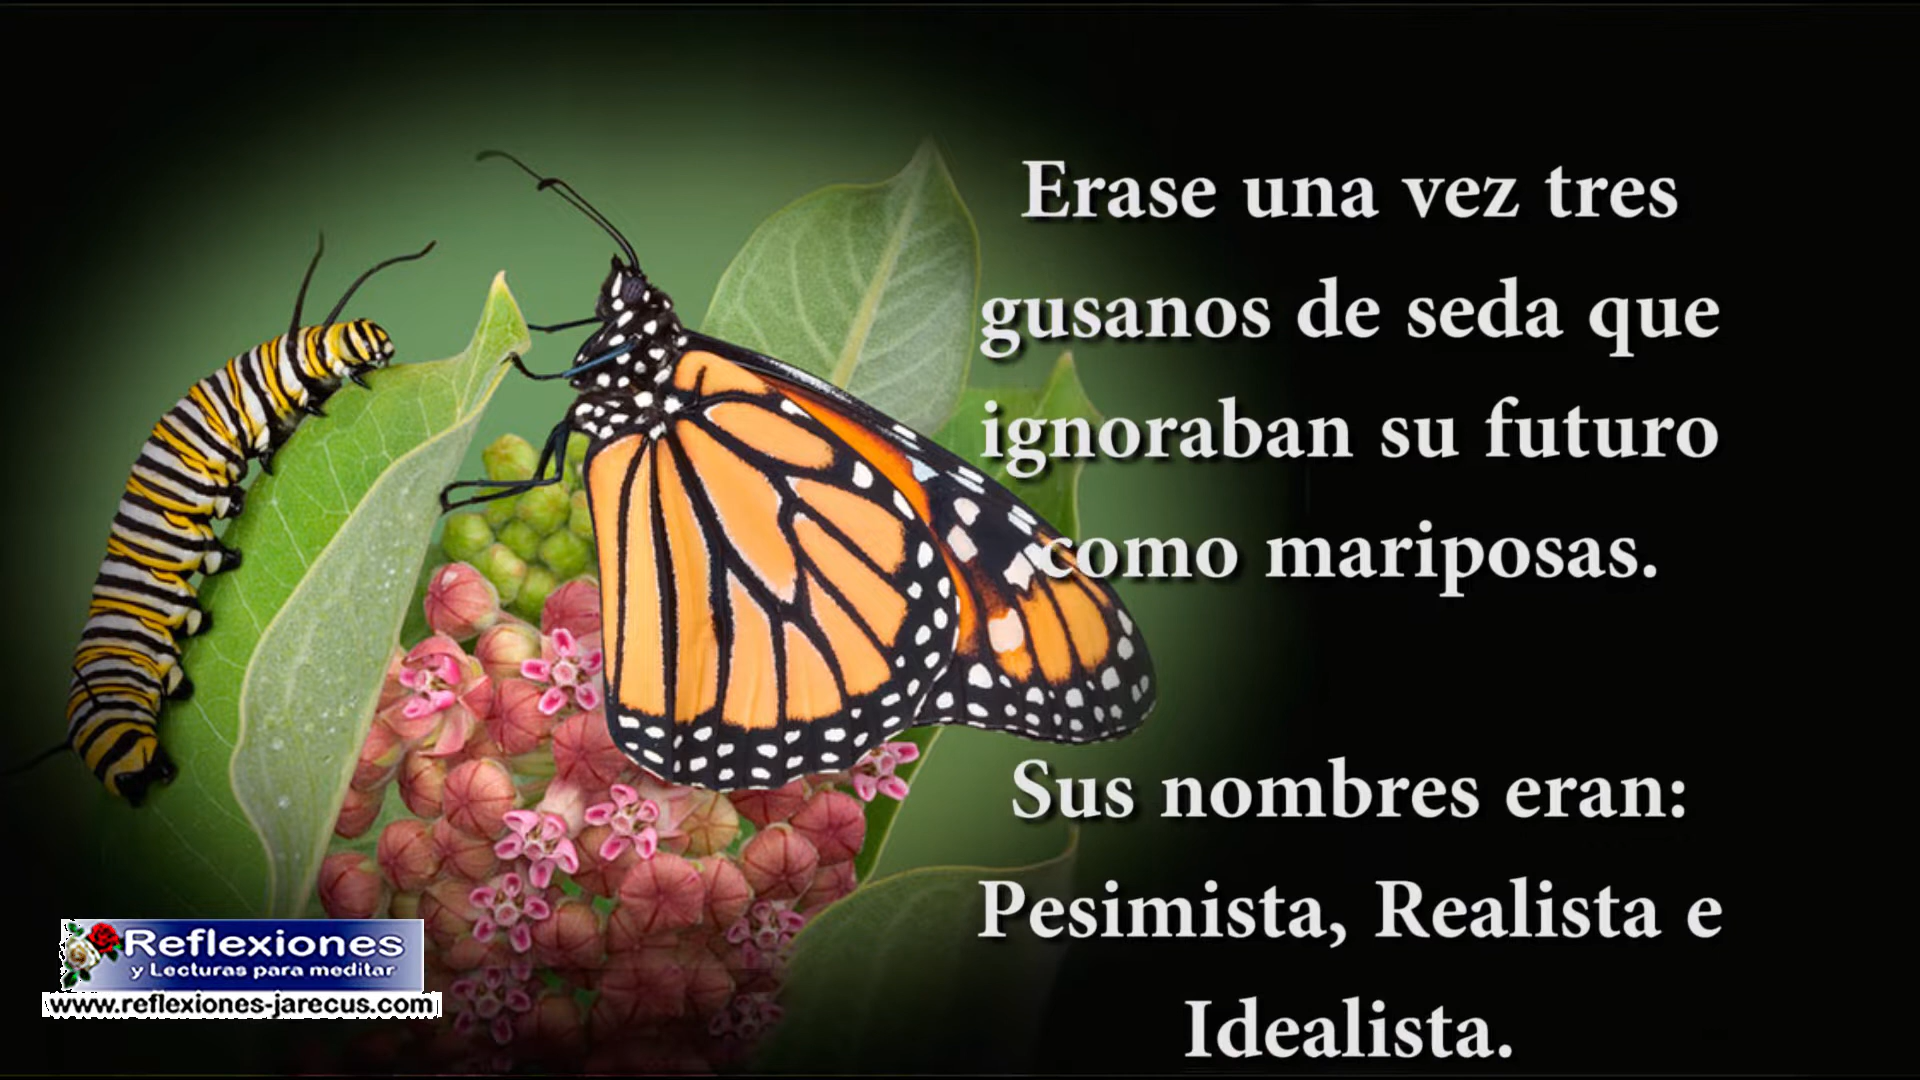 Erase una vez tres
gusanos de seda que
ignoraban su futuro
como mariposas.
Sus nombres eran:
Pesimista, Realista e
Idealista.
Reflexiones
y Lecturas para meditar
www.reflexiones-jarecus.com